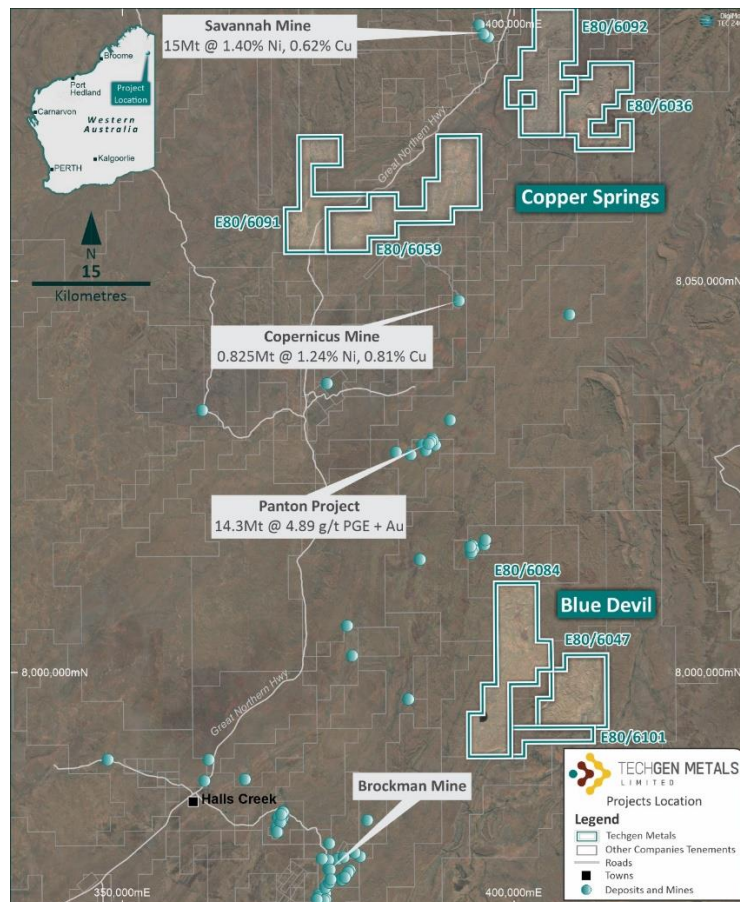 Savannah Mine
15Mt @ 1.40% Ni, 0.62% Cu
400,000mE
E80/6092
E80/6036
Broome
Port
Hedland
Project
Location
Carnarvon
Western
Australia
Kalgoorlie
PERTH
Great Northern Hwy
Copper Springs
E80/6091
E80/6059
N
15
Kilometres
8,050,000mN
Copernicus Mine
0.825Mt @ 1.24% Ni, 0.81% Cu
Panton Project
14.3Mt @ 4.89 g/t PGE + Au
E80/6084
Blue Devil
E80/6047
8,000,000mN
8,000,000mN
Great Northern Hwy
E80/6101
Halls Creek
Brockman Mine
TECHGEN METALS
LIMITED
Projects Location
Legend
Techgen Metals
Other Companies Tenements
Roads
Towns
Deposits and Mines
350,000mE
400,000mE